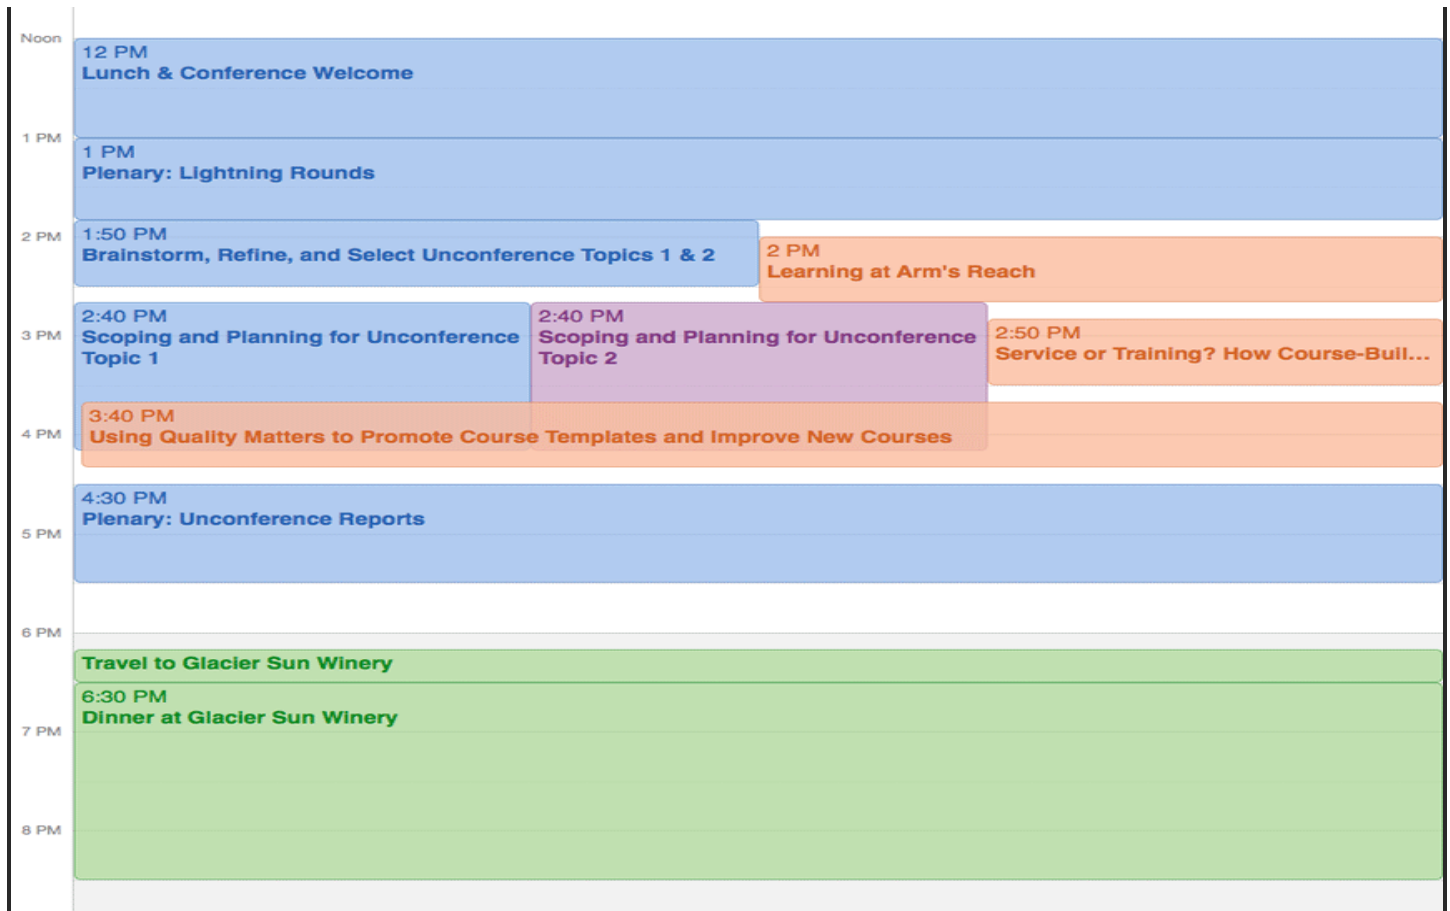 Noon
12 PM
Lunch & Conference Welcome
1 PM
1 PM
Plenary: Lightning Rounds
2 PM
1:50 PM
Brainstorm, Refine, and Select Unconference Topics 1 & 2
2 PM
Learning at Arm's Reach
2:40 PM
Scoping and Planning for Unconference
Topic 1
2:40 PM
Scoping and Planning for Unconference
Topic 2
3 PM
2:50 PM
Service or Training? How Course-Buil...
3:40 PM
Using Quality Matters to Promote Course Templates and Improve New Courses
4 PM
4:30 PM
Plenary: Unconference Reports
5 PM
6 PM
Travel to Glacier Sun Winery
6:30 PM
Dinner at Glacier Sun Winery
7 PM
8 PM